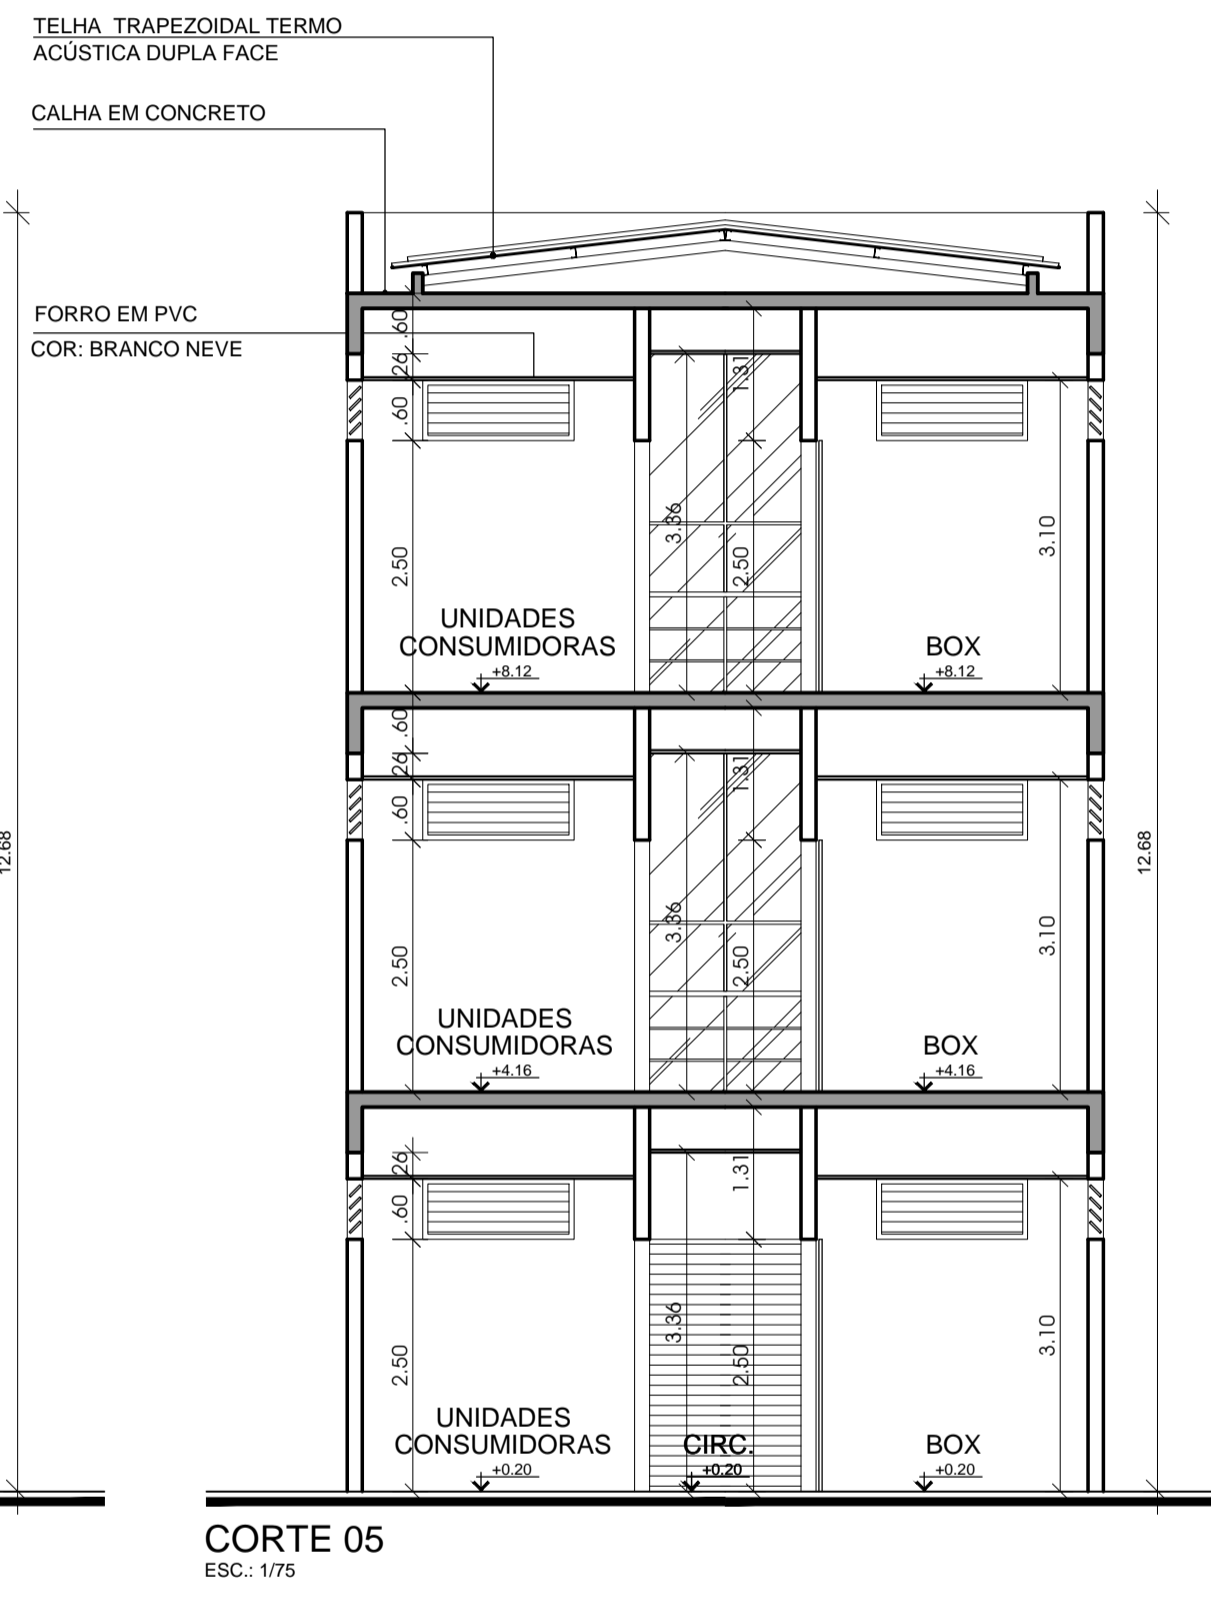 TELHA  TRAPEZOIDAL TERMO
ACÚSTICA DUPLA FACE
CALHA EM CONCRETO
FORRO EM PVC
COR: BRANCO NEVE
.60
.26
.60
1.31
3.36
2.50
2.50
3.10
UNIDADES
CONSUMIDORAS
+8.12
BOX
+8.12
.60
.26
.60
1.31
12.68
12.68
3.36
2.50
2.50
3.10
UNIDADES
CONSUMIDORAS
+4.16
BOX
+4.16
.26
.60
1.31
3.36
2.50
2.50
3.10
UNIDADES
CONSUMIDORAS
+0.20
CIRC.
+0.20
BOX
+0.20
CORTE 05
ESC.: 1/75